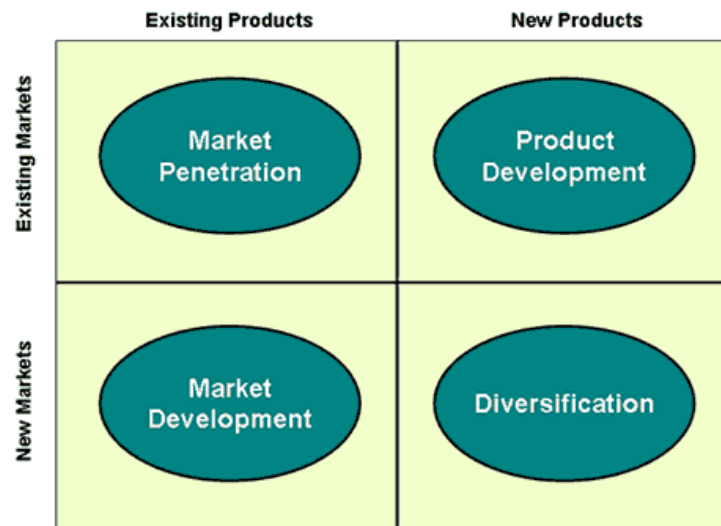 Existing Products
New Products
Existing Markets
Market
Penetration
Product
Development
New Markets
Market
Development
Diversification